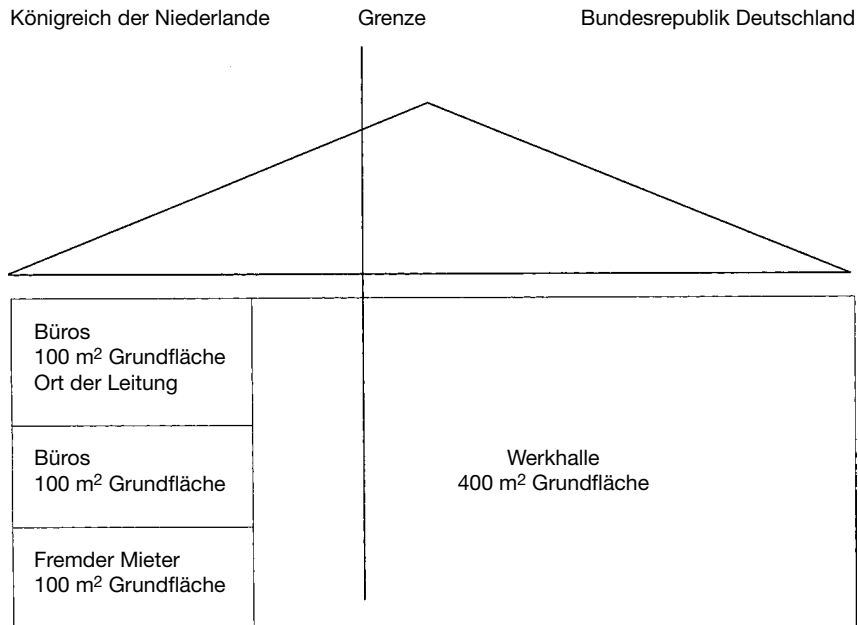 Königreich der Niederlande Grenze Bundesrepublik Deutschland
Büros
100 m² Grundfläche
Ort der Leitung
Büros
100 m² Grundfläche
Werkhalle
400 m² Grundfläche
Fremder Mieter
100 m² Grundfläche